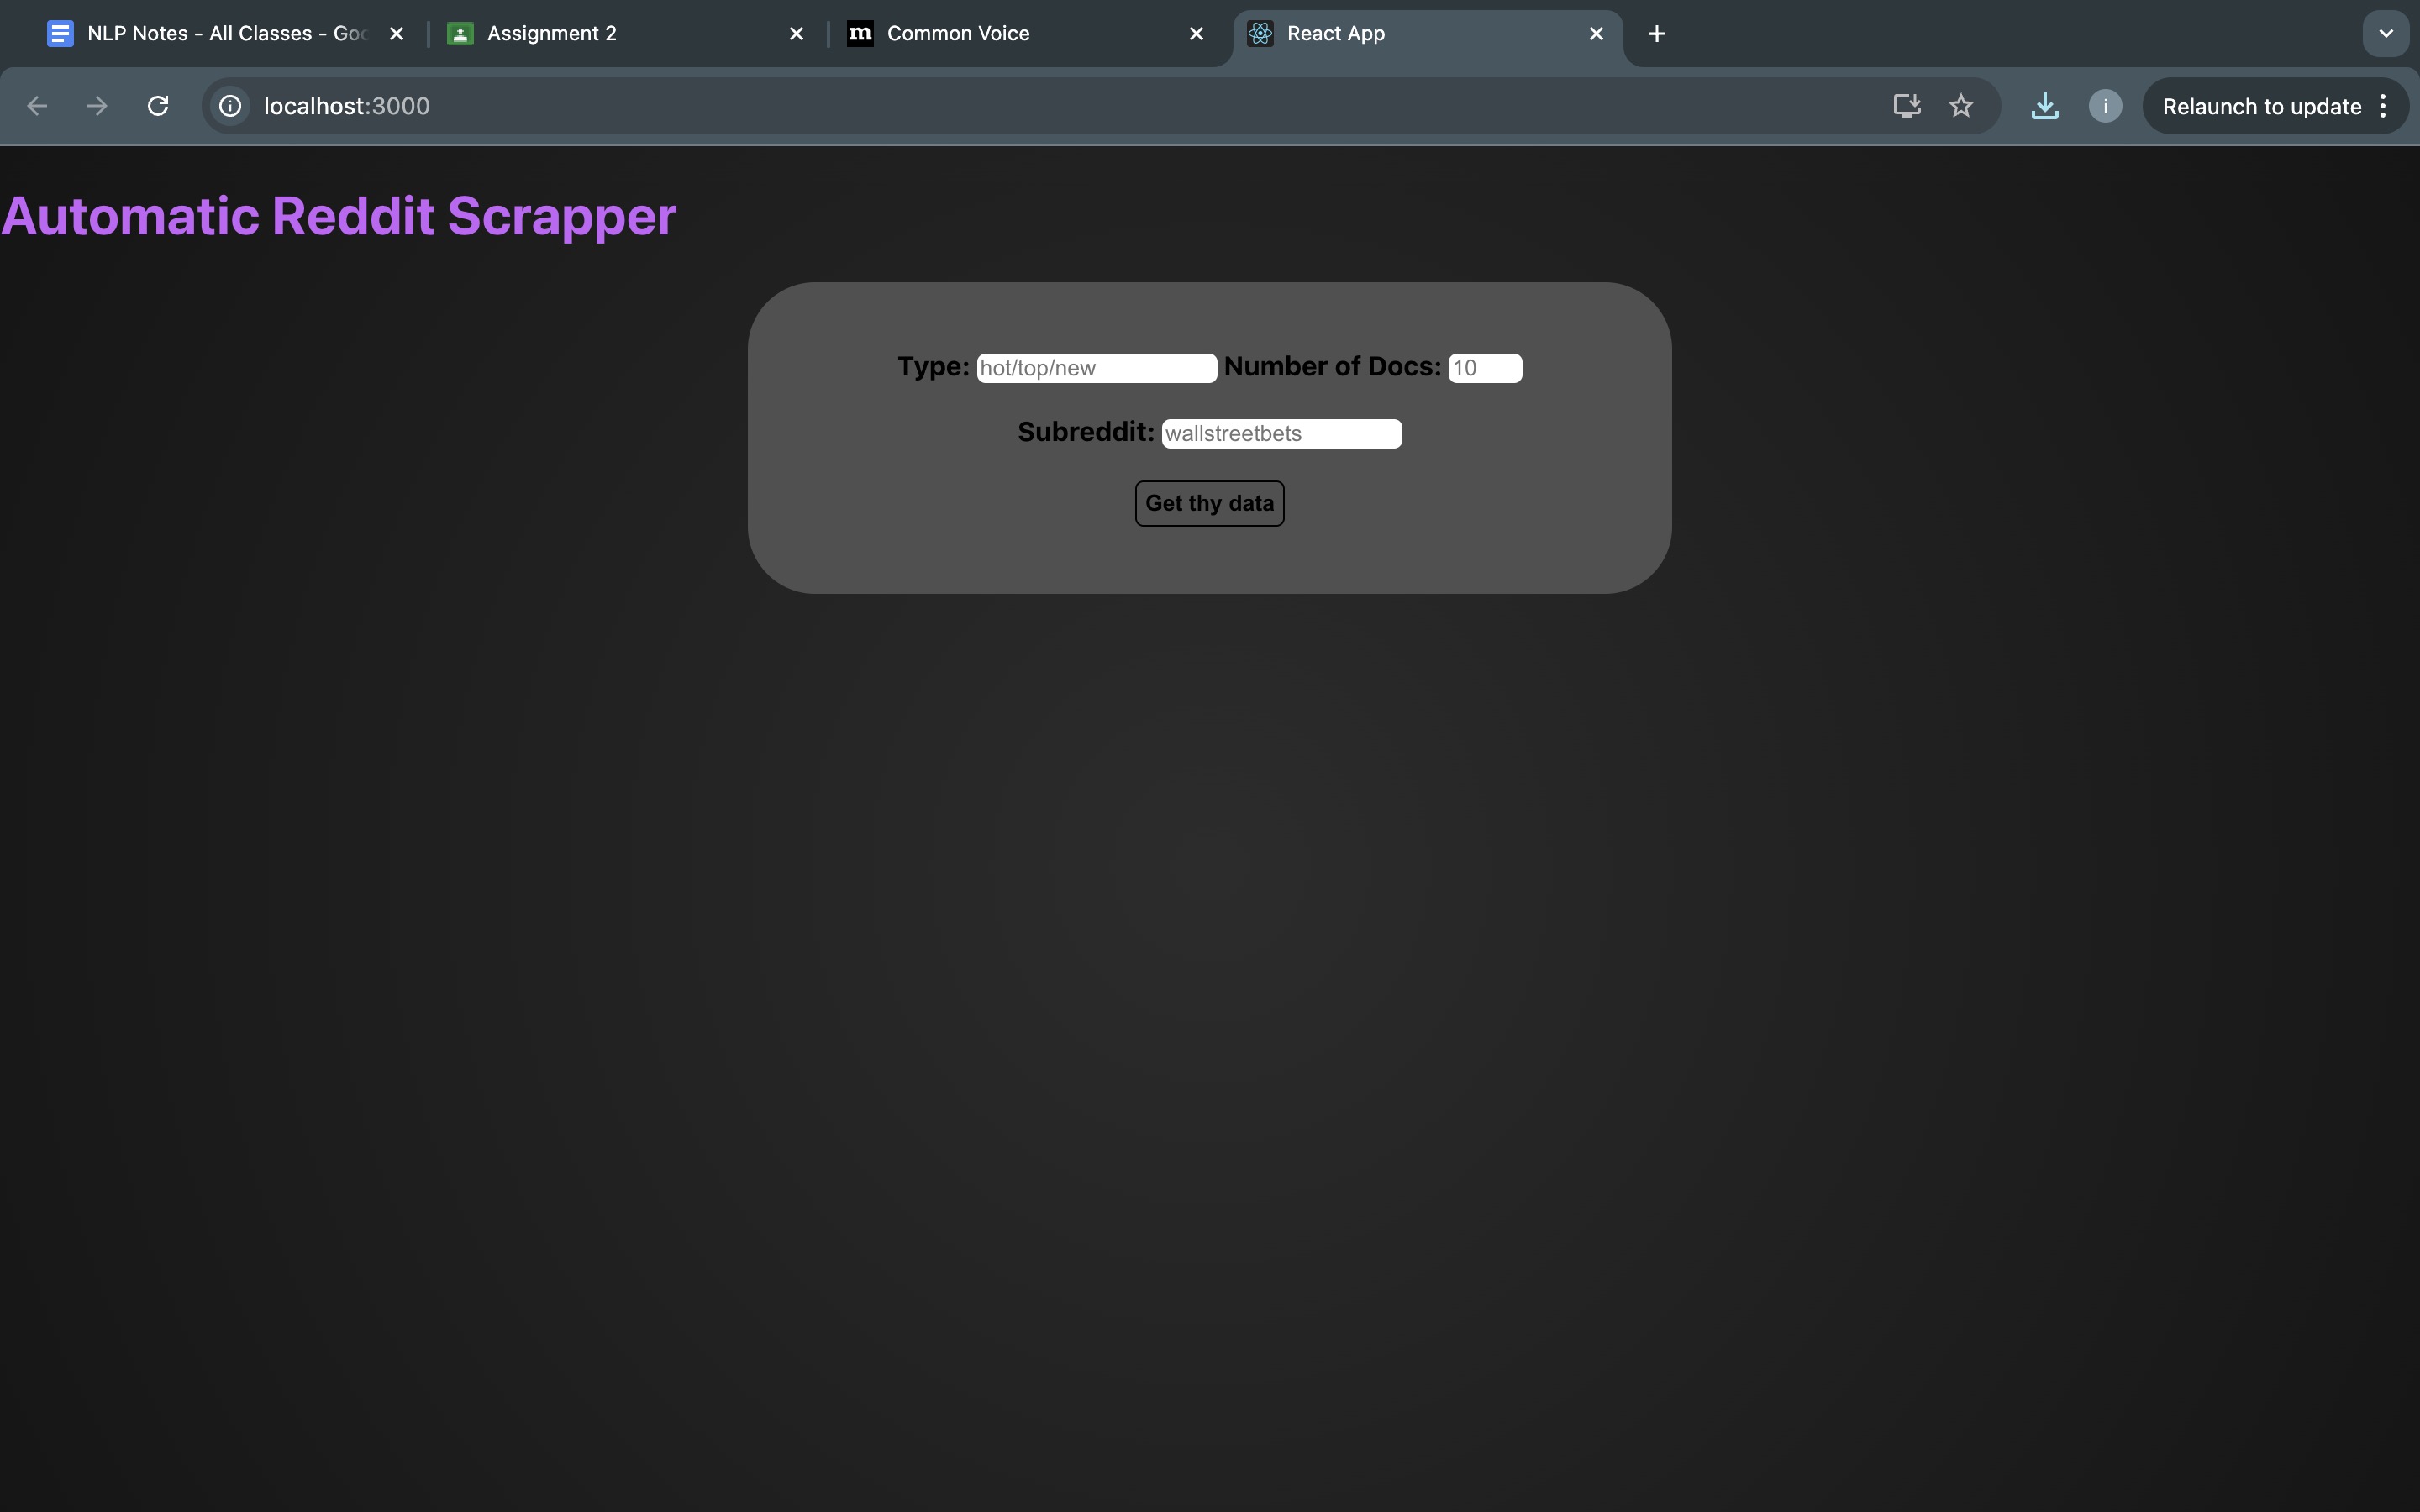 NLP Notes - All Classes - Goo
Assignment 2
m Common Voice
React App
localhost:3000
i
Relaunch to update
Automatic Reddit Scrapper
Type: hot/top/new Number of Docs: 10
Subreddit: wallstreetbets
Get thy data